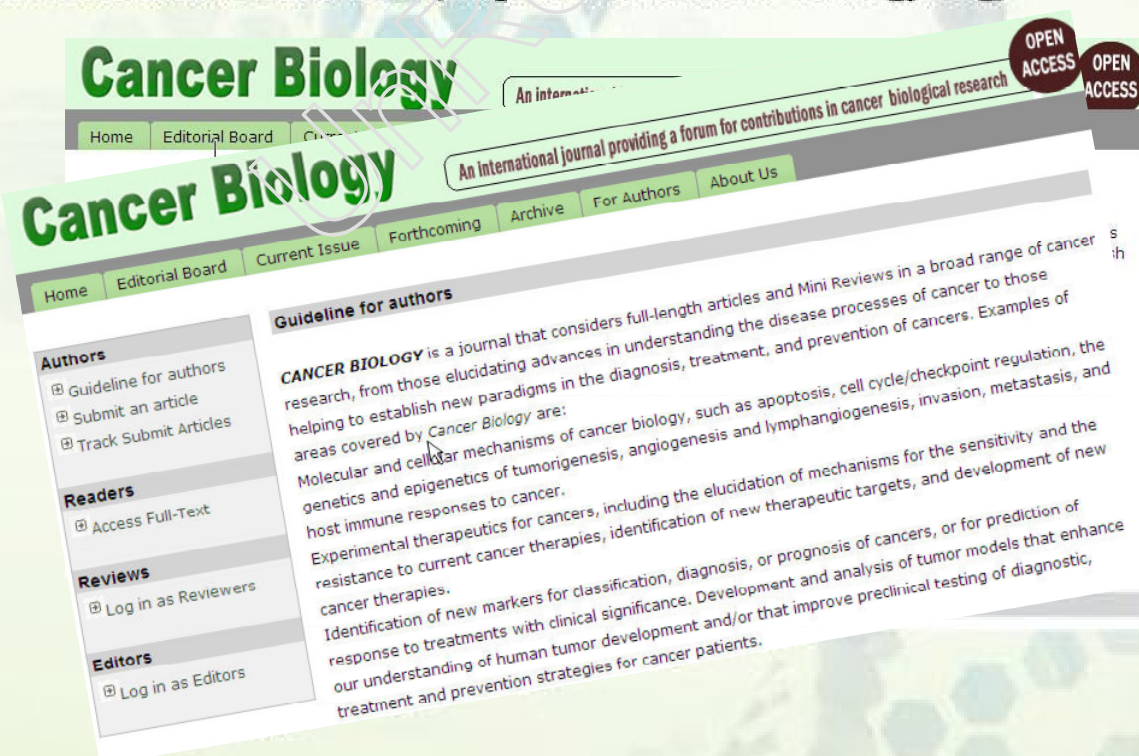 Cancer Biology
OPEN
ACCESS
Home Editorial Board
OPEN
ACCESS
Cancer Biology
An international journal providing a forum for contributions in cancer biological research
Home Editorial Board Current Issue Forthcoming Archive For Authors About Us
Authors
Guideline for authors
Submit an article
Track Submit Articles
Readers
Access Full-Text
Reviews
Log in as Reviewers
Editors
Log in as Editors
Guideline for authors
CANCER BIOLOGY is a journal that considers full-length articles and Mini Reviews in a broad range of cancer
research, from those elucidating advances in understanding the disease processes of cancer to those
helping to establish new paradigms in the diagnosis, treatment, and prevention of cancers. Examples of
areas covered by Cancer Biology are:
Molecular and cellular mechanisms of cancer biology, such as apoptosis, cell cycle/checkpoint regulation, the
genetics and epigenetics of tumorigenesis, angiogenesis and lymphangiogenesis, invasion, metastasis, and
host immune responses to cancer.
Experimental therapeutics for cancers, including the elucidation of mechanisms for the sensitivity and the
resistance to current cancer therapies, identification of new therapeutic targets, and development of new
cancer therapies.
Identification of new markers for classification, diagnosis, or prognosis of cancers, or for prediction of
response to treatments with clinical significance. Development and analysis of tumor models that enhance
our understanding of human tumor development and/or that improve preclinical testing of diagnostic,
treatment and prevention strategies for cancer patients.